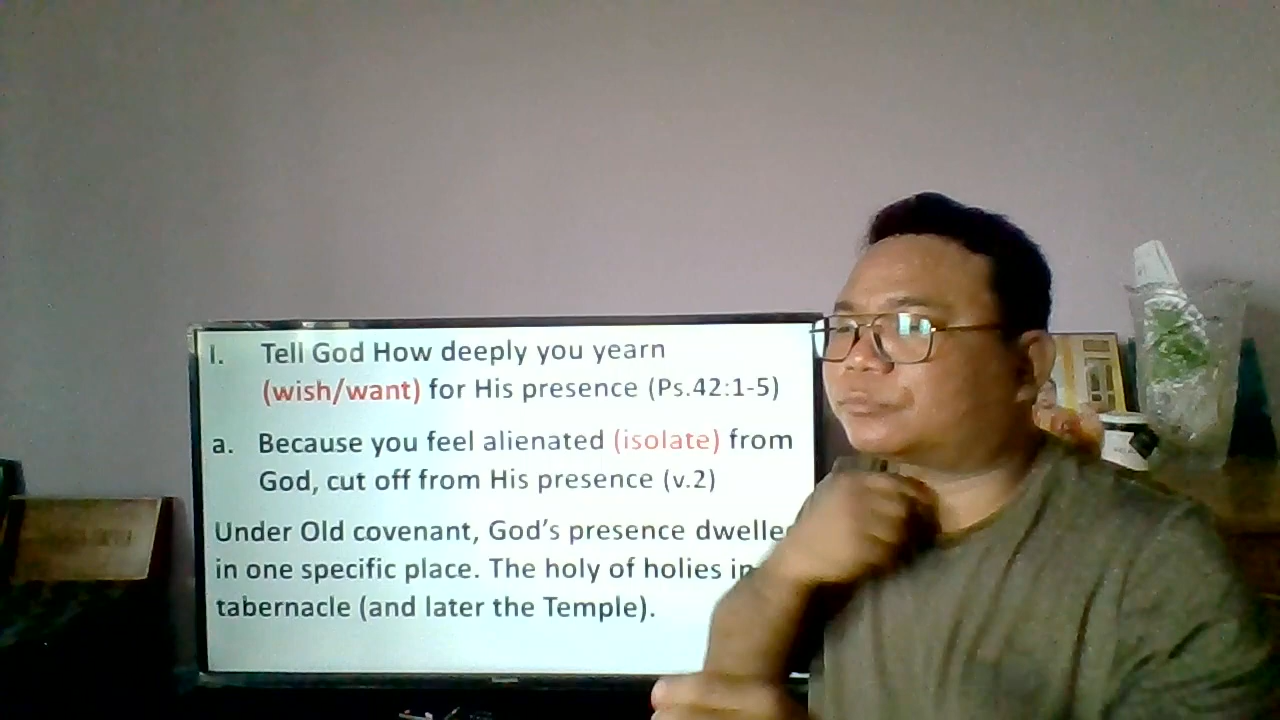 I. Tell God How deeply you yearn
(wish/want) for His presence (Ps.42:1-5)
a. Because you feel alienated (isolate) from
God, cut off from His presence (v.2)
Under Old covenant, God's presence
in one specific place. The holy of holies in
tabernacle (and later the Temple).